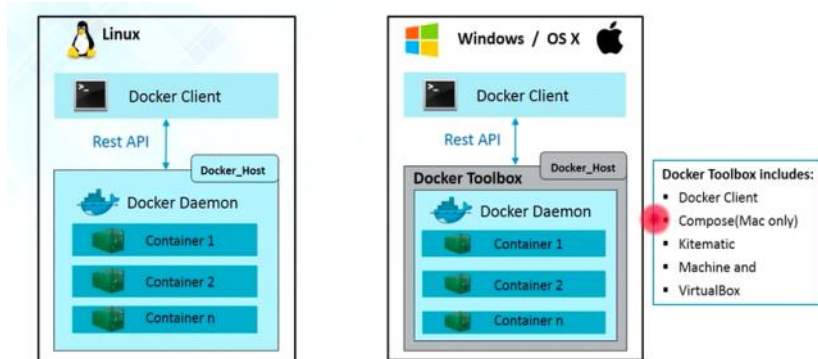 Linux
>_
Docker Client
Rest API
Docker_Host
Docker Daemon
Container 1
Container 2
Container n
Windows / OS X
>_
Docker Client
Rest API
Docker_Host
Docker Toolbox
Docker Daemon
Container 1
Container 2
Container n
Docker Toolbox includes:
▪ Docker Client
▪ Compose(Mac only)
▪ Kitematic
▪ Machine and
▪ VirtualBox